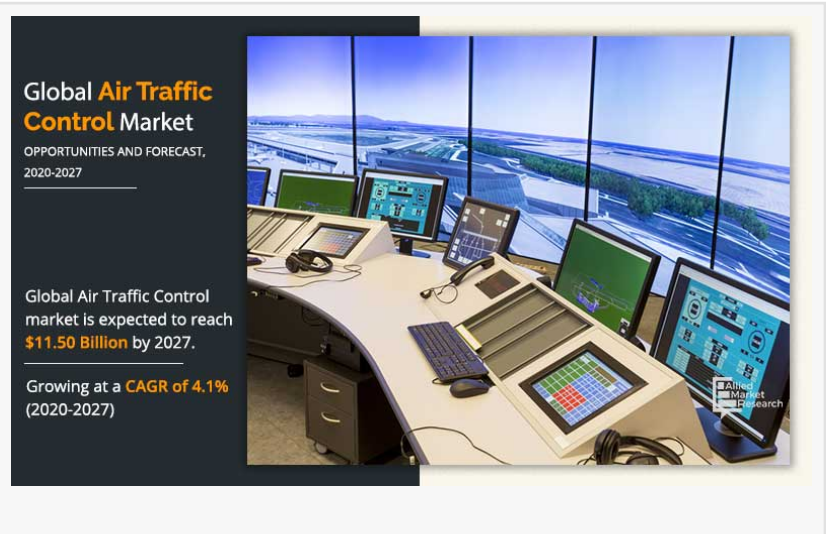 Global Air Traffic
Control Market
OPPORTUNITIES AND FORECAST,
2020-2027
Global Air Traffic Control
market is expected to reach
$11.50 Billion by 2027.
Growing at a CAGR of 4.1%
(2020-2027)
Allied
Market
Research